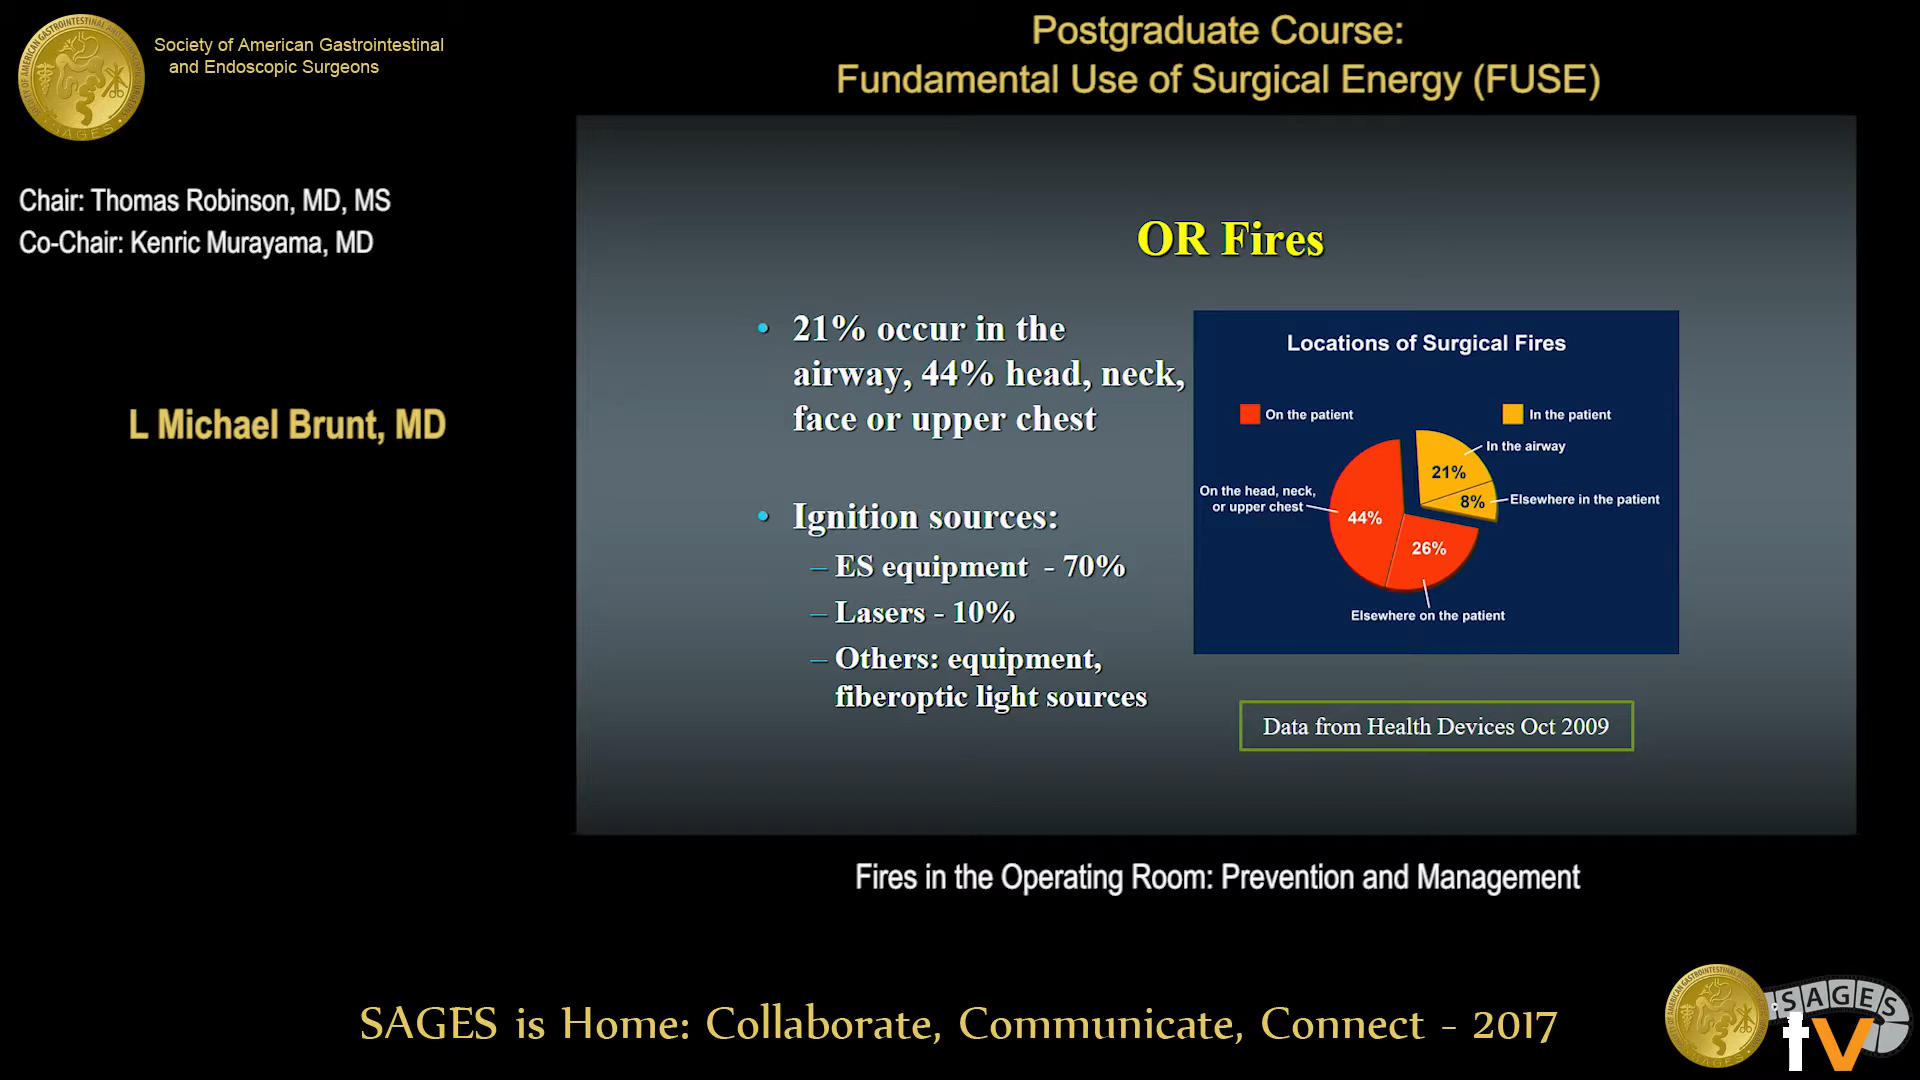 Society of American Gastrointestinal
and Endoscopic Surgeons
Postgraduate Course:
Fundamental Use of Surgical Energy (FUSE)
Chair: Thomas Robinson, MD, MS
Co-Chair: Kenric Murayama, MD
L Michael Brunt, MD
OR Fires
• 21% occur in the
airway, 44% head, neck,
face or upper chest
• Ignition sources:
– ES equipment - 70%
– Lasers - 10%
– Others: equipment,
fiberoptic light sources
Locations of Surgical Fires
On the patient
In the patient
In the airway
21%
On the head, neck,
or upper chest
8%
Elsewhere in the patient
44%
26%
Elsewhere on the patient
Data from Health Devices Oct 2009
Fires in the Operating Room: Prevention and Management
SAGES is Home: Collaborate, Communicate, Connect - 2017
SAGES
tv
SAGES